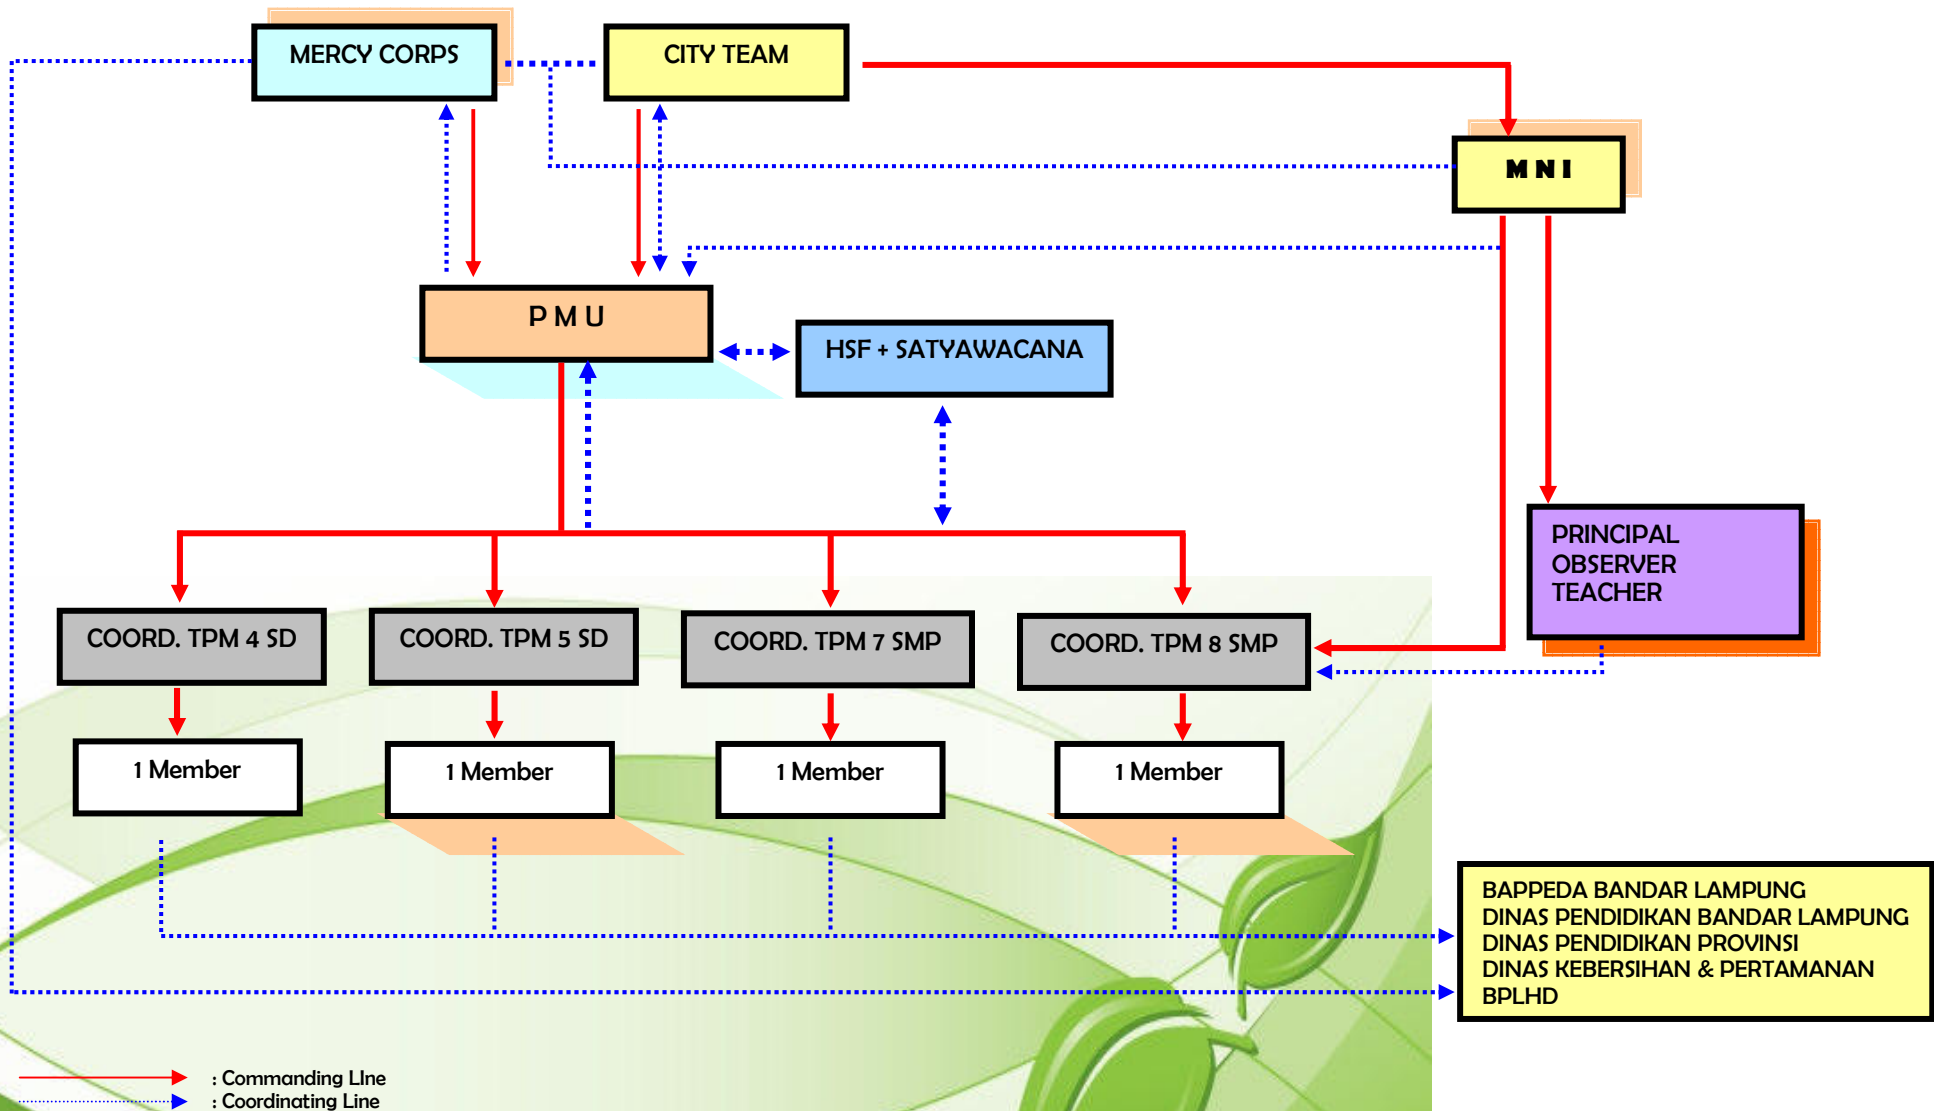 MERCY CORPS
CITY TEAM
M N I
P M U
HSF + SATYAWACANA
PRINCIPAL
OBSERVER
TEACHER
COORD. TPM 4 SD
COORD. TPM 5 SD
COORD. TPM 7 SMP
COORD. TPM 8 SMP
1 Member
1 Member
1 Member
1 Member
BAPPEDA BANDAR LAMPUNG
DINAS PENDIDIKAN BANDAR LAMPUNG
DINAS PENDIDIKAN PROVINSI
DINAS KEBERSIHAN & PERTAMANAN
BPLHD
: Commanding LIne
: Coordinating Line